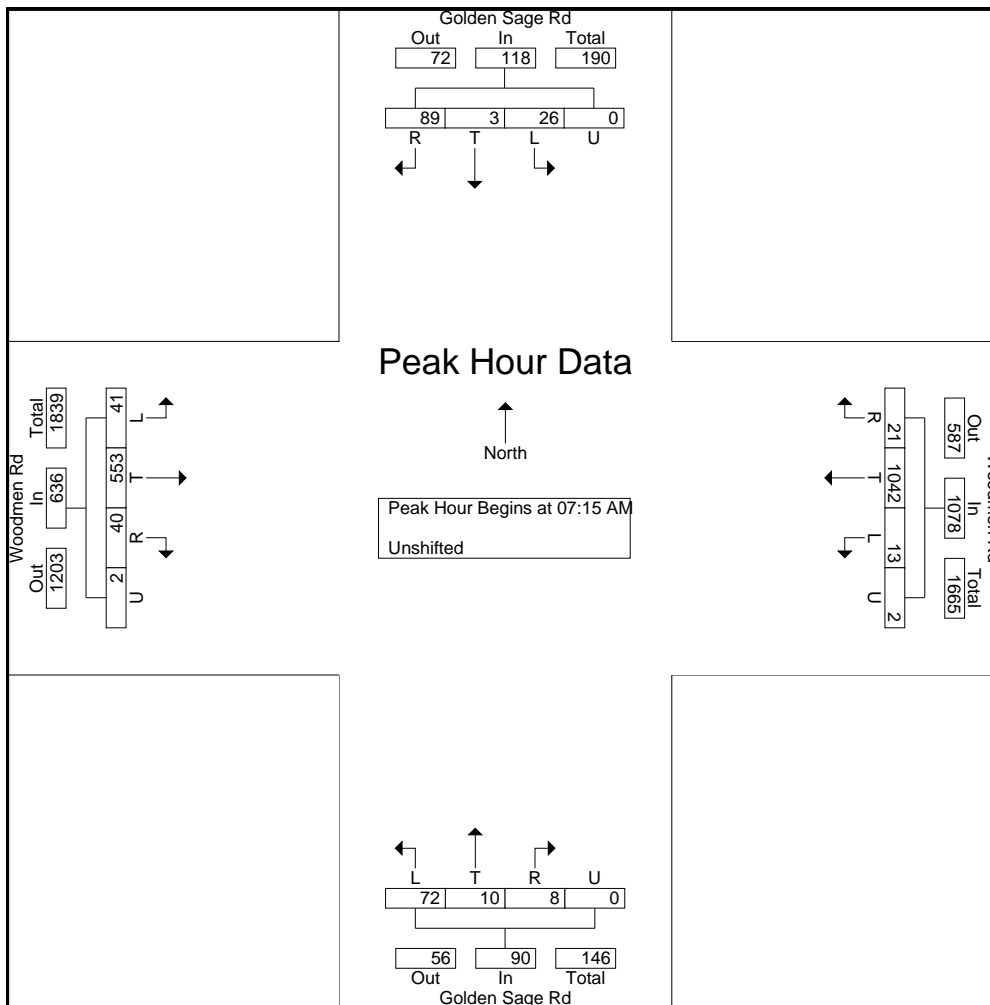 Golden Sage Rd
Out In Total
72 118 190
89 3 26 0
R T L U
Peak Hour Data
North
Peak Hour Begins at 07:15 AM
Unshifted
Woodmen Rd
Out In Total
1203 636 1839
41 553 40 2
L T R U
R T L U
21 1042 13 2
Out In Total
587 1078 1665
Woodmen Rd
L T R U
72 10 8 0
56 90 146
Out In Total
Golden Sage Rd